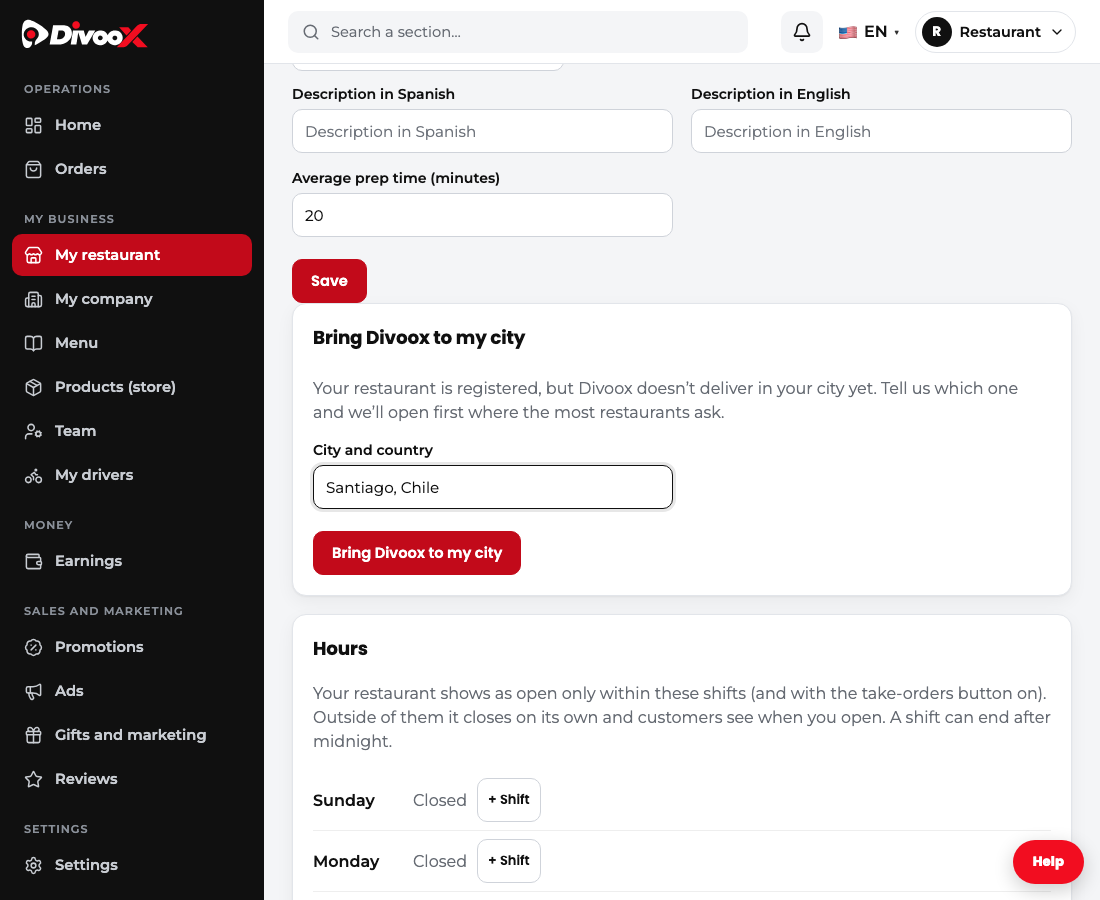 DivooX
OPERATIONS
Home
Orders
MY BUSINESS
My restaurant
My company
Menu
Products (store)
Team
My drivers
MONEY
Earnings
SALES AND MARKETING
Promotions
Ads
Gifts and marketing
Reviews
SETTINGS
Settings
Search a section...
EN
R
Restaurant
Description in Spanish
Description in English
Description in Spanish
Description in English
Average prep time (minutes)
20
Save
Bring Divoox to my city
Your restaurant is registered, but Divoox doesn’t deliver in your city yet. Tell us which one
and we’ll open first where the most restaurants ask.
City and country
Santiago, Chile
Bring Divoox to my city
Hours
Your restaurant shows as open only within these shifts (and with the take-orders button on).
Outside of them it closes on its own and customers see when you open. A shift can end after
midnight.
Sunday Closed + Shift
Monday Closed + Shift
Help